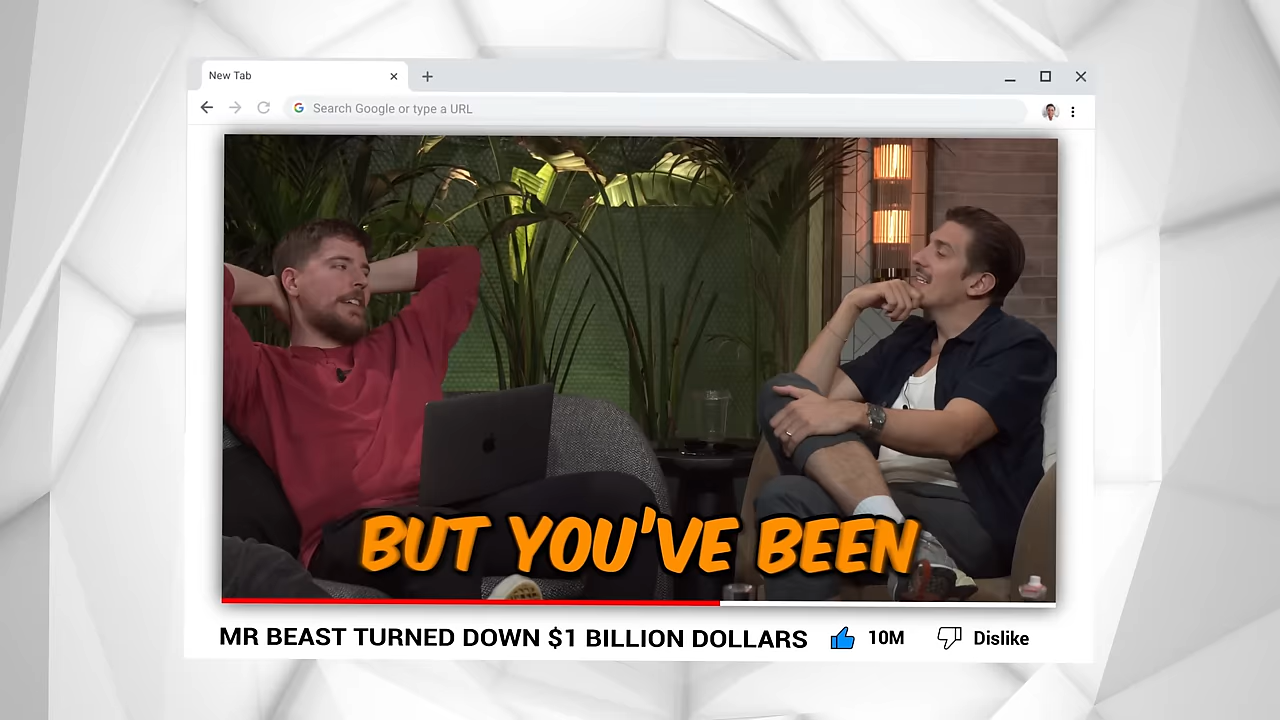 New Tab
Search Google or type a URL
BUT YOU'VE BEEN
MR BEAST TURNED DOWN $1 BILLION DOLLARS 10M Dislike